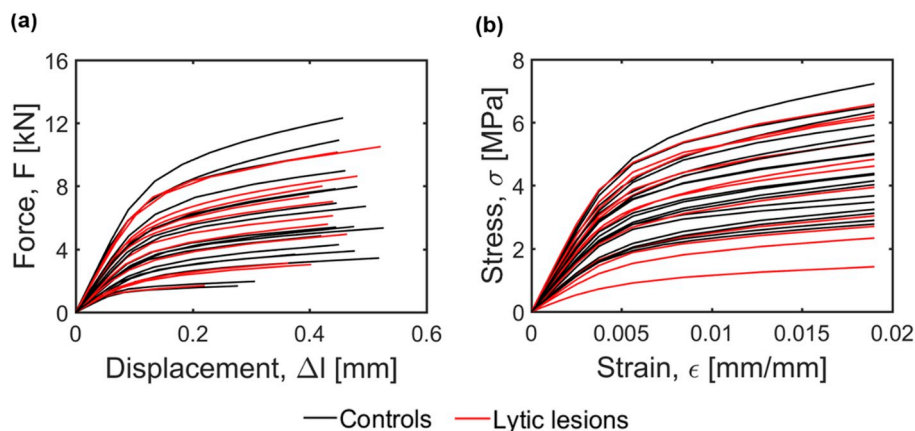 (a)
16
12
8
4
0
Force, F [kN]
0 0.2 0.4 0.6
Displacement, Δl [mm]
(b)
8
6
4
2
0
Stress, σ [MPa]
0 0.005 0.01 0.015 0.02
Strain, ϵ [mm/mm]
Controls Lytic lesions